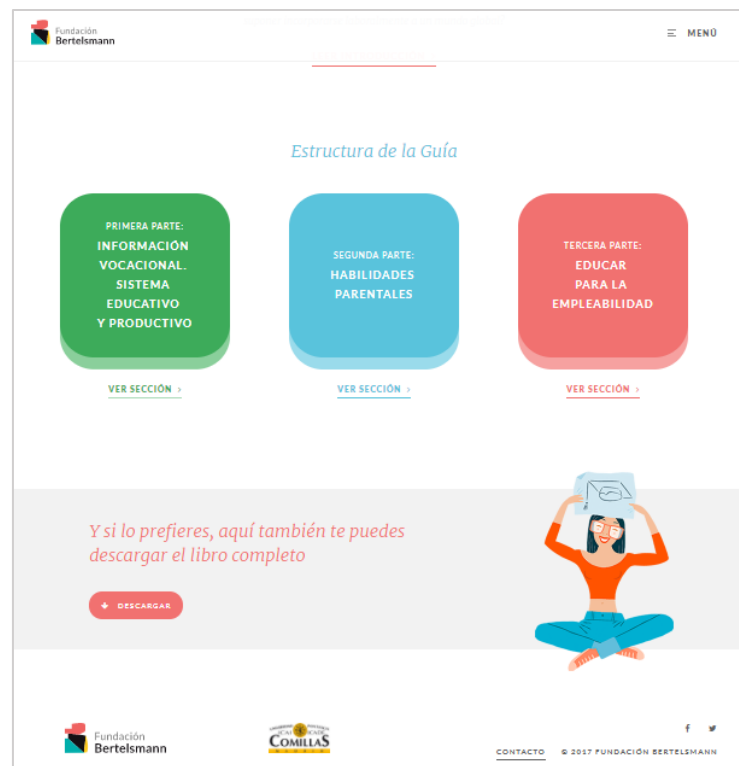 Fundación
Bertelsmann
MENÚ
Estructura de la Guía
PRIMERA PARTE:
INFORMACIÓN
VOCACIONAL.
SISTEMA
EDUCATIVO
Y PRODUCTIVO
VER SECCIÓN >
SEGUNDA PARTE:
HABILIDADES
PARENTALES
VER SECCIÓN >
TERCERA PARTE:
EDUCAR
PARA LA
EMPLEABILIDAD
VER SECCIÓN >
Y si lo prefieres, aquí también te puedes
descargar el libro completo
DESCARGAR
Fundación
Bertelsmann
COMILLAS
CONTACTO
© 2017 FUNDACIÓN BERTELSMANN